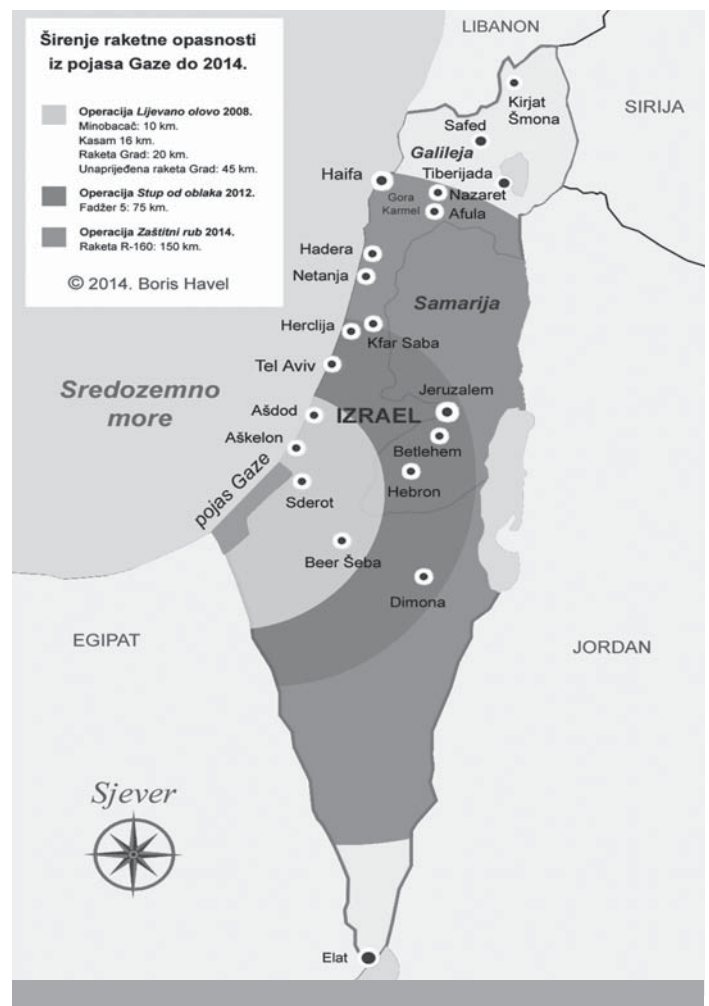 Širenje raketne opasnosti
iz pojasa Gaze do 2014.
Operacija Lijevano olovo 2008.
Minobacač: 10 km.
Kasam 16 km.
Raketa Grad: 20 km.
Unaprijeđena raketa Grad: 45 km.
Operacija Stup od oblaka 2012.
Fadžer 5: 75 km.
Operacija Zaštitni rub 2014.
Raketa R-160: 150 km.
© 2014. Boris Havel
LIBANON
SIRIJA
Kirjat
Šmona
Safed
Galileja
Tiberijada
Haifa
Nazaret
Gora
Karmel
Afula
Hadera
Netanja
Samarija
Herclija
Kfar Saba
Tel Aviv
Sredozemno
more
Jeruzalem
Ašdod
IZRAEL
Aškelon
Betlehem
pojas Gaze
Hebron
Sderot
Beer Šeba
Dimona
EGIPAT
JORDAN
Sjever
Elat